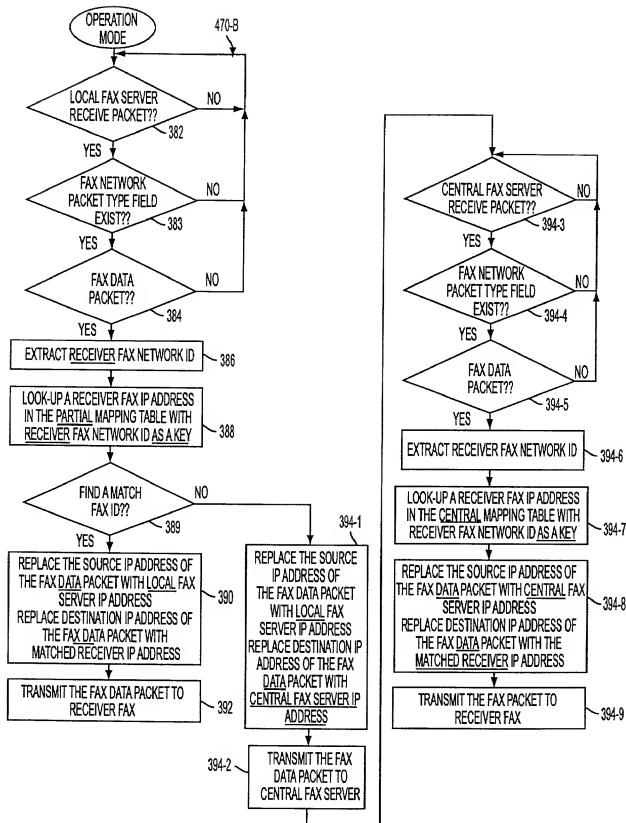 OPERATION
MODE
470-B
LOCAL FAX SERVER
RECEIVE PACKET??
NO
382
YES
FAX NETWORK
PACKET TYPE FIELD
EXIST??
NO
383
YES
FAX DATA
PACKET??
NO
384
YES
EXTRACT RECEIVER FAX NETWORK ID
386
LOOK-UP A RECEIVER FAX IP ADDRESS
IN THE PARTIAL MAPPING TABLE WITH
RECEIVER FAX NETWORK ID AS A KEY
388
FIND A MATCH
FAX ID??
NO
389
YES
REPLACE THE SOURCE IP ADDRESS OF
THE FAX DATA PACKET WITH LOCAL FAX
SERVER IP ADDRESS
REPLACE DESTINATION IP ADDRESS OF
THE FAX DATA PACKET WITH
MATCHED RECEIVER IP ADDRESS
390
TRANSMIT THE FAX DATA PACKET TO
RECEIVER FAX
392
394-1
REPLACE THE SOURCE
IP ADDRESS OF
THE FAX DATA PACKET
WITH LOCAL FAX
SERVER IP ADDRESS
REPLACE DESTINATION IP
ADDRESS OF THE FAX
DATA PACKET WITH
CENTRAL FAX SERVER IP
ADDRESS
394-2
TRANSMIT THE FAX
DATA PACKET TO
CENTRAL FAX SERVER
CENTRAL FAX SERVER
RECEIVE PACKET??
NO
394-3
YES
FAX NETWORK
PACKET TYPE FIELD
EXIST??
NO
394-4
YES
FAX DATA
PACKET??
NO
394-5
YES
EXTRACT RECEIVER FAX NETWORK ID
394-6
LOOK-UP A RECEIVER FAX IP ADDRESS
IN THE CENTRAL MAPPING TABLE WITH
RECEIVER FAX NETWORK ID AS A KEY
394-7
REPLACE THE SOURCE IP ADDRESS OF
THE FAX DATA PACKET WITH CENTRAL FAX
SERVER IP ADDRESS
REPLACE DESTINATION IP ADDRESS OF
THE FAX DATA PACKET WITH THE
MATCHED RECEIVER IP ADDRESS
394-8
TRANSMIT THE FAX PACKET TO
RECEIVER FAX
394-9